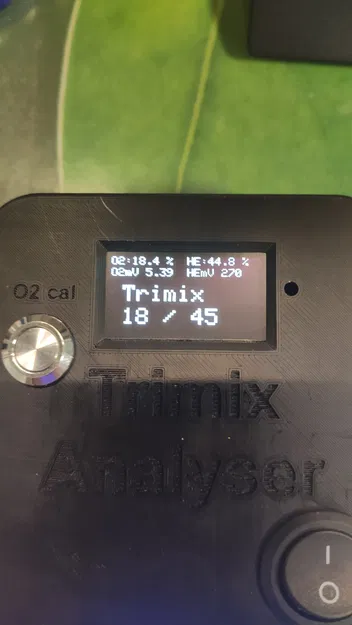 O2:18.4 % HE:44.8 %
O2mV 5.39 HEmV 270
Trimix
18 / 45
O2 cal
Trimix
Analyser
I
O